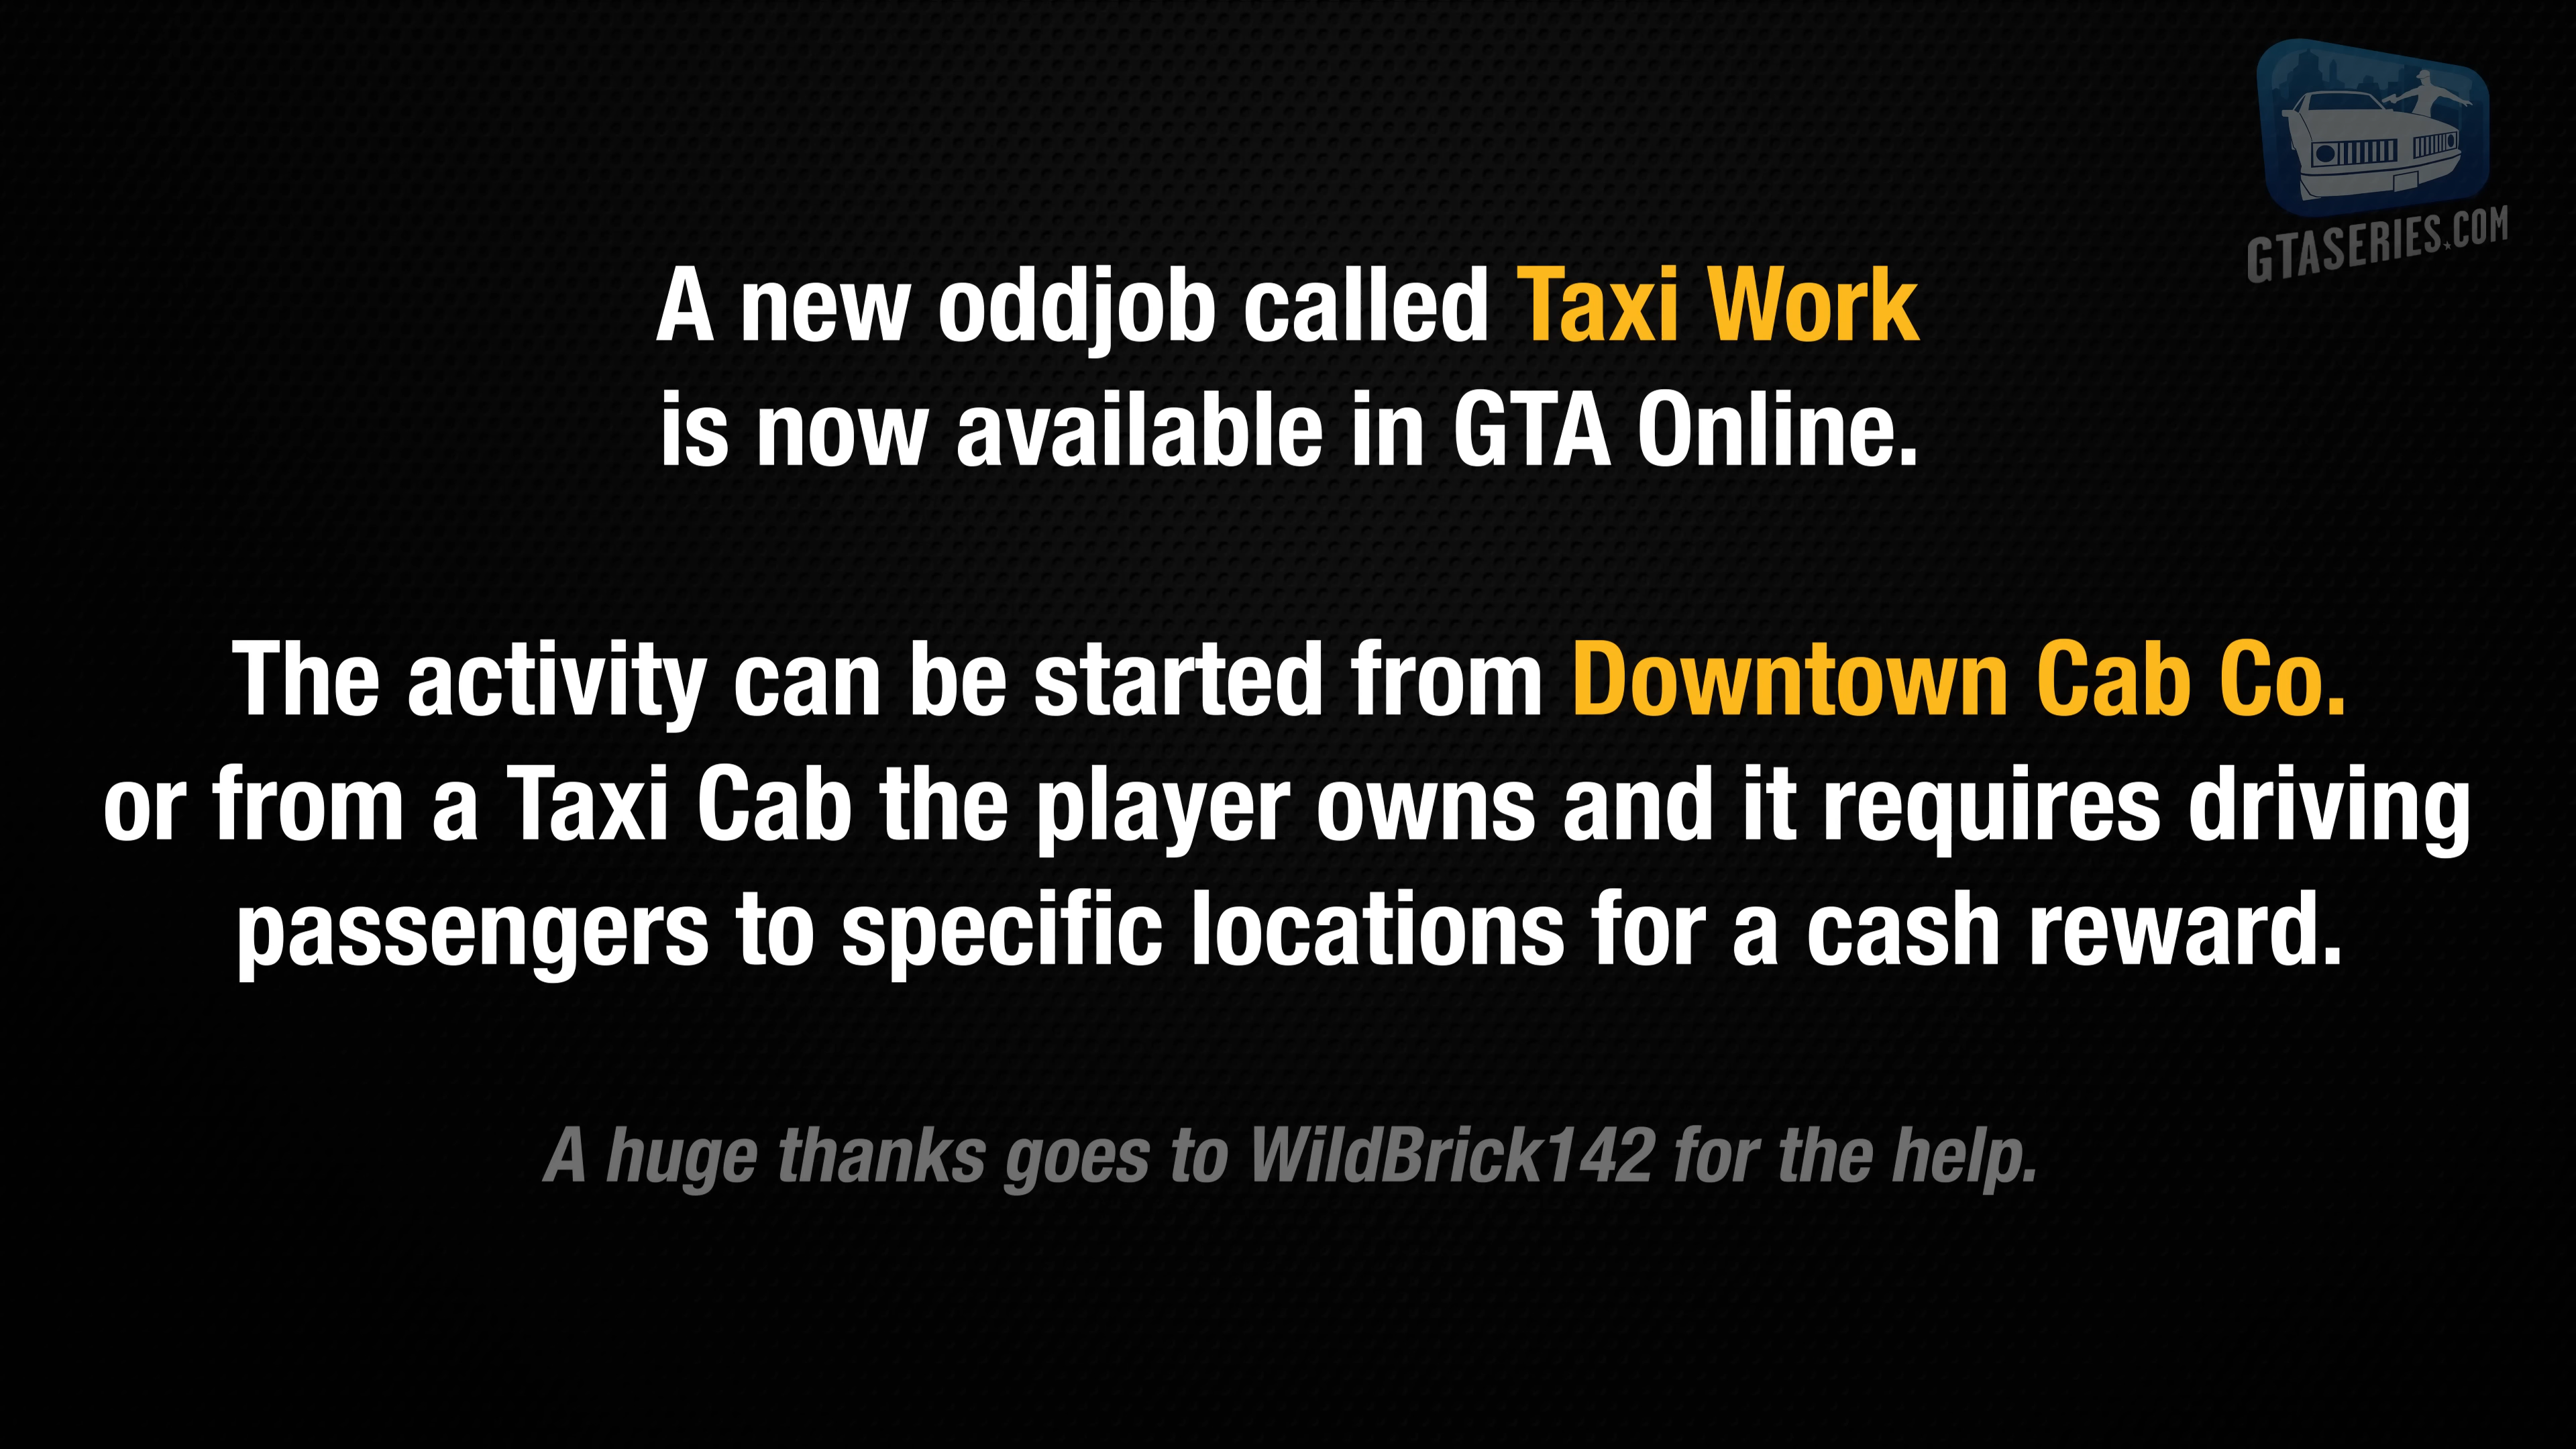 GTASERIES.COM
A new oddjob called Taxi Work
is now available in GTA Online.
The activity can be started from Downtown Cab Co.
or from a Taxi Cab the player owns and it requires driving
passengers to specific locations for a cash reward.
A huge thanks goes to WildBrick142 for the help.